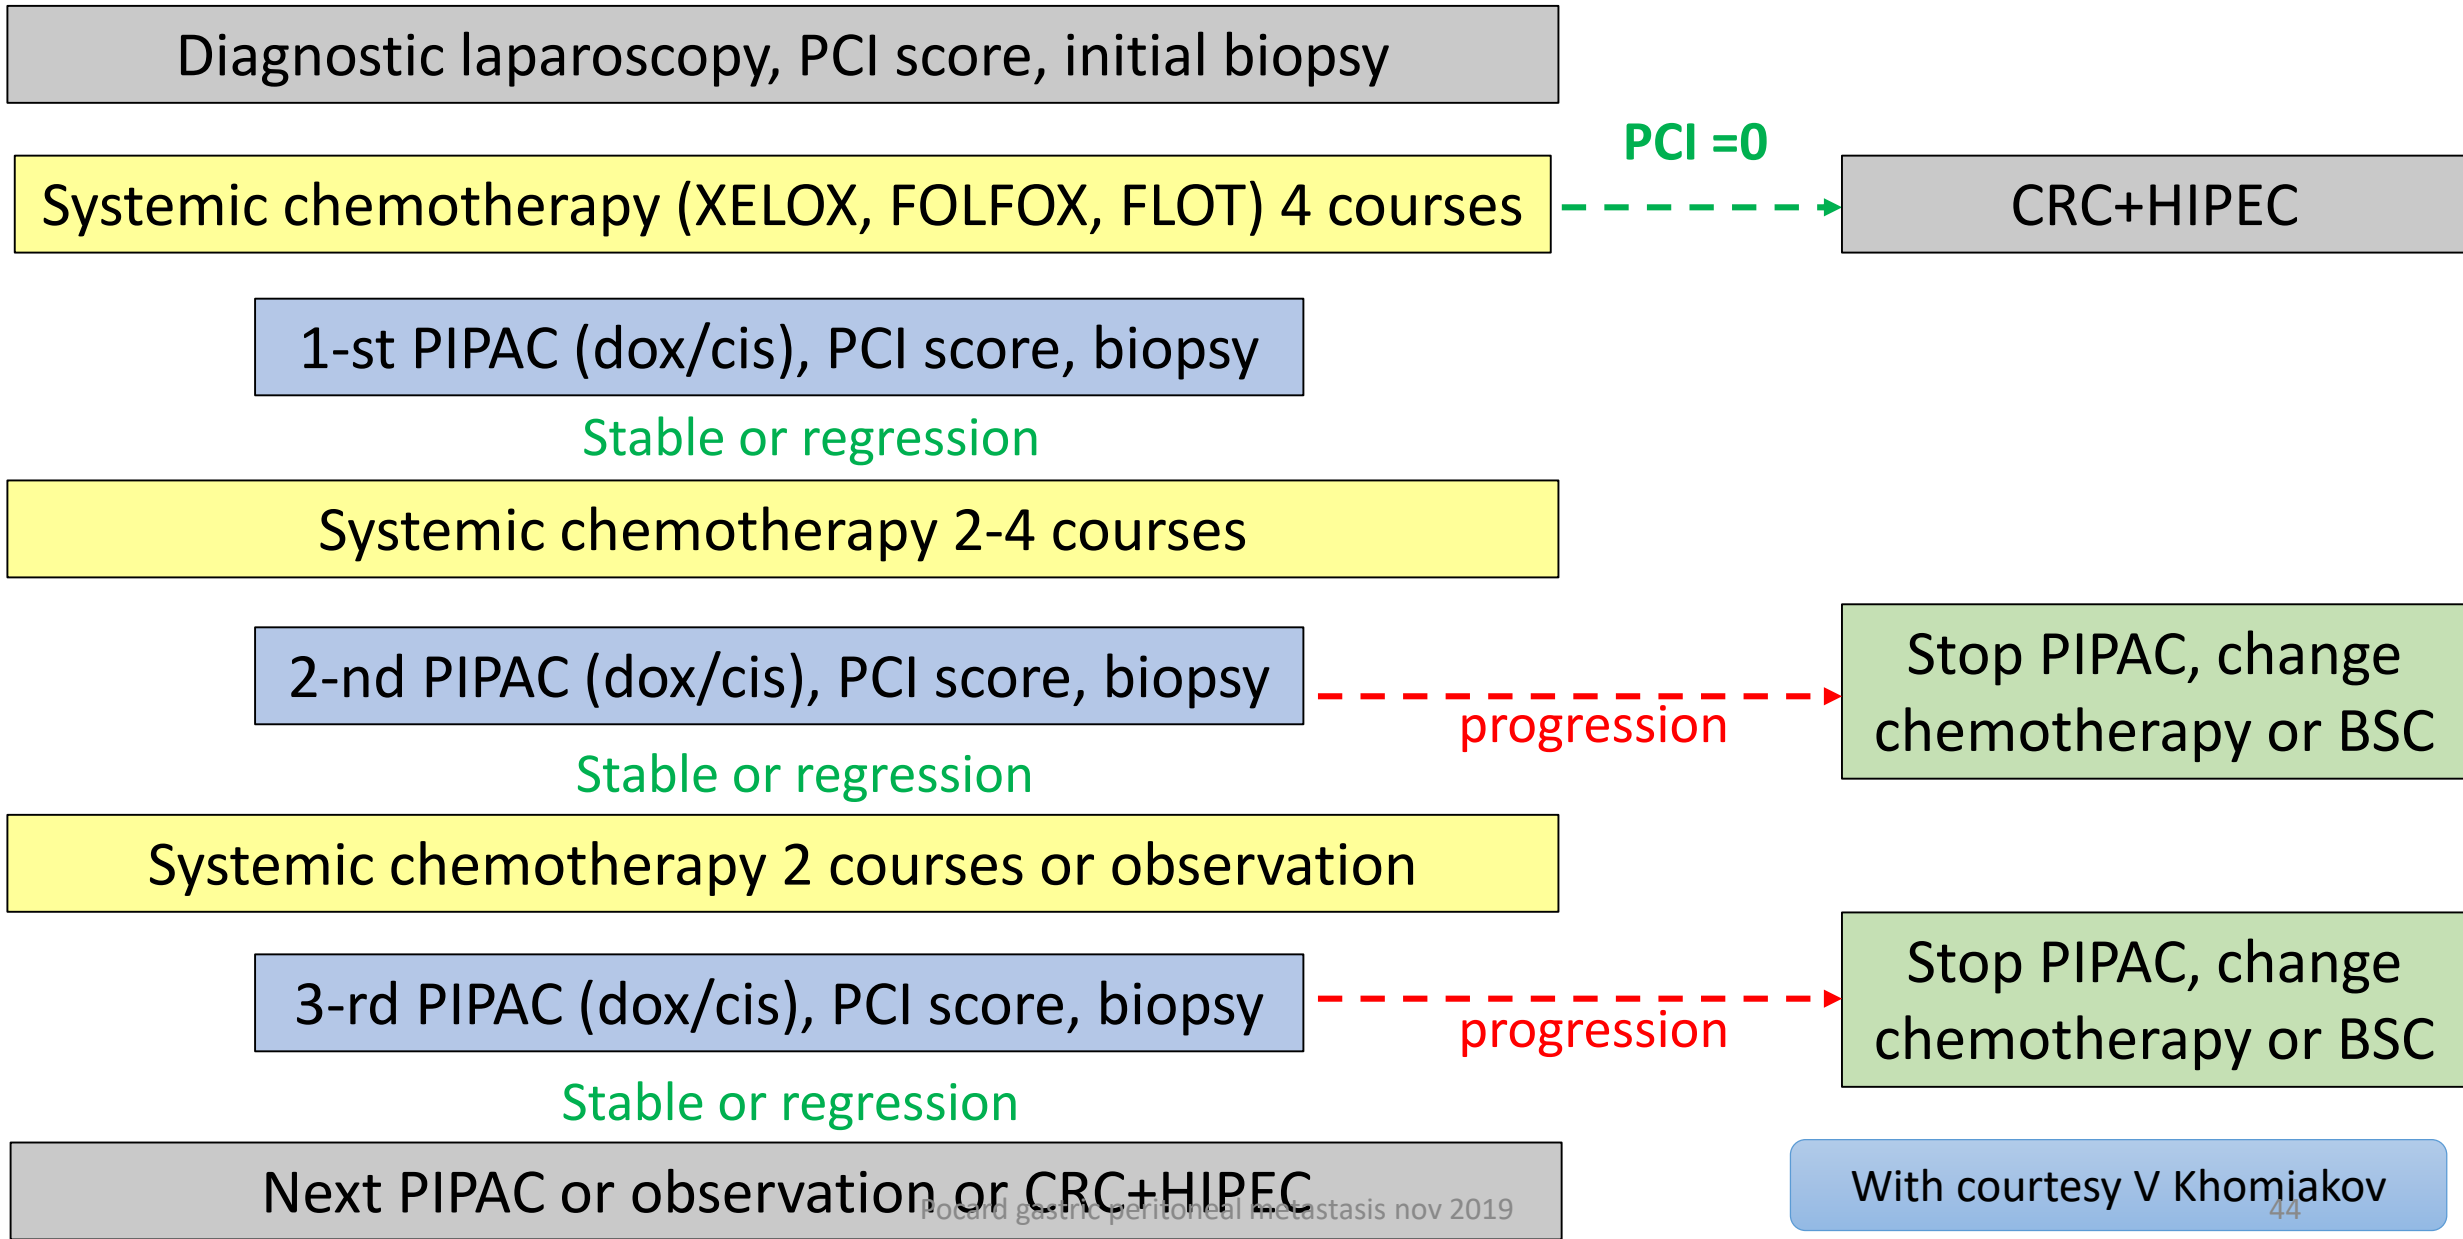 Diagnostic laparoscopy, PCI score, initial biopsy
PCI =0
Systemic chemotherapy (XELOX, FOLFOX, FLOT) 4 courses
CRC+HIPEC
1-st PIPAC (dox/cis), PCI score, biopsy
Stable or regression
Systemic chemotherapy 2-4 courses
2-nd PIPAC (dox/cis), PCI score, biopsy
progression
Stop PIPAC, change
chemotherapy or BSC
Stable or regression
Systemic chemotherapy 2 courses or observation
3-rd PIPAC (dox/cis), PCI score, biopsy
progression
Stop PIPAC, change
chemotherapy or BSC
Stable or regression
Next PIPAC or observation or CRC+HIPEC
Pocard gastric peritoneal metastasis nov 2019
With courtesy V Khomiakov
44